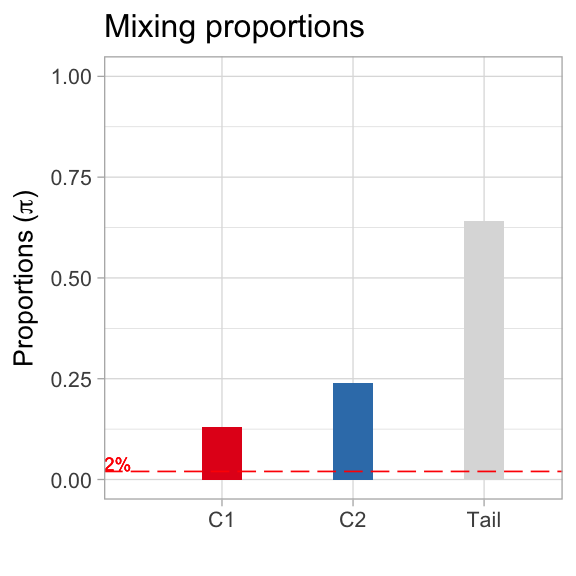 Mixing proportions
Proportions (π)
1.00
0.75
0.50
0.25
0.00
2%
C1
C2
Tail